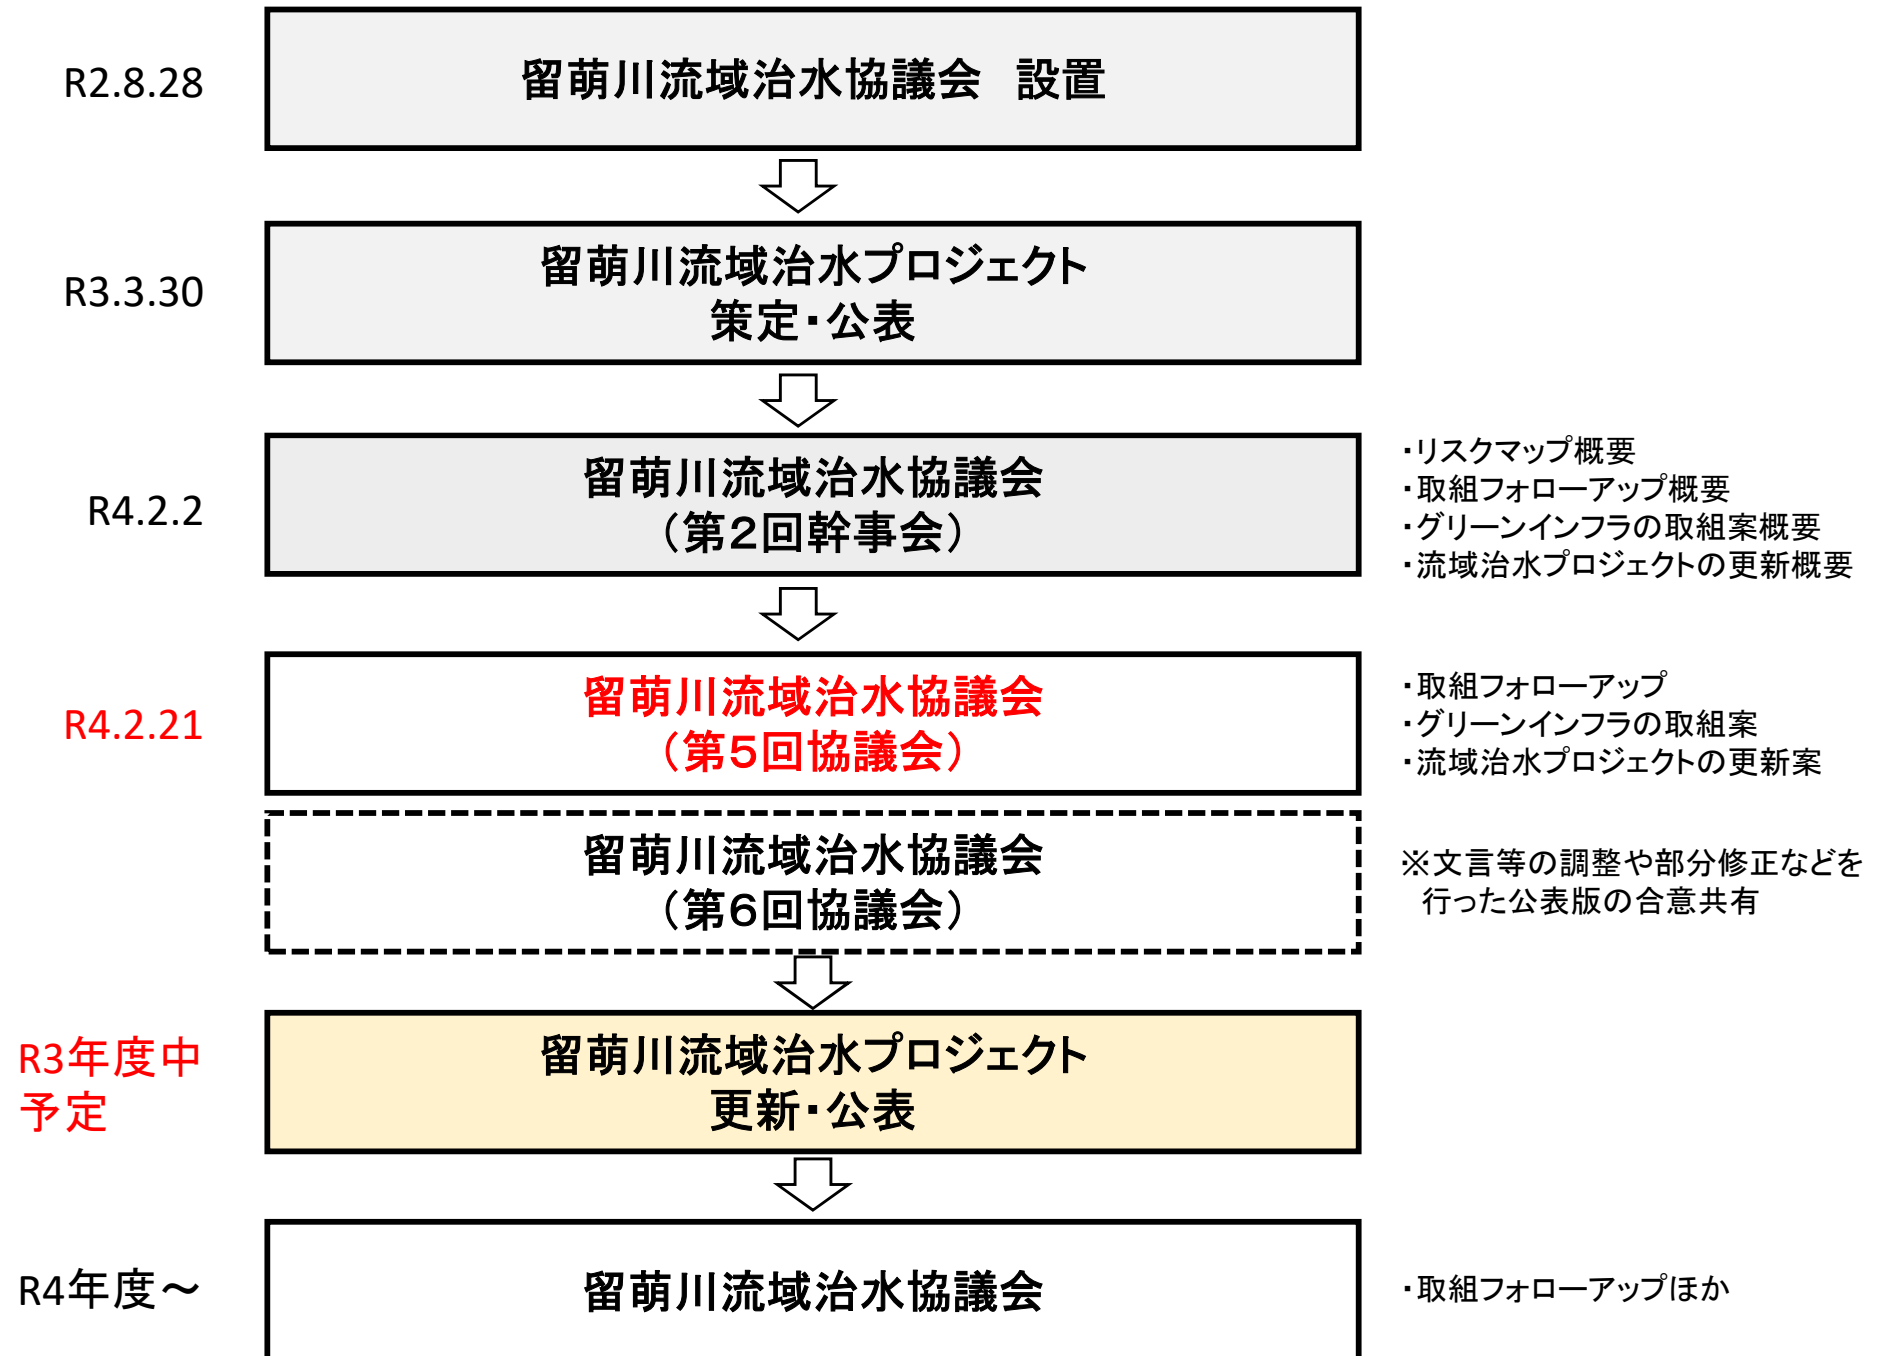 R2.8.28
留萌川流域治水協議会　設置
R3.3.30
留萌川流域治水プロジェクト
策定・公表
R4.2.2
留萌川流域治水協議会
（第２回幹事会）
・リスクマップ概要
・取組フォローアップ概要
・グリーンインフラの取組案概要
・流域治水プロジェクトの更新概要
R4.2.21
留萌川流域治水協議会
（第５回協議会）
・取組フォローアップ
・グリーンインフラの取組案
・流域治水プロジェクトの更新案
留萌川流域治水協議会
（第６回協議会）
※文言等の調整や部分修正などを
行った公表版の合意共有
R3年度中
予定
留萌川流域治水プロジェクト
更新・公表
R4年度～
留萌川流域治水協議会
・取組フォローアップほか